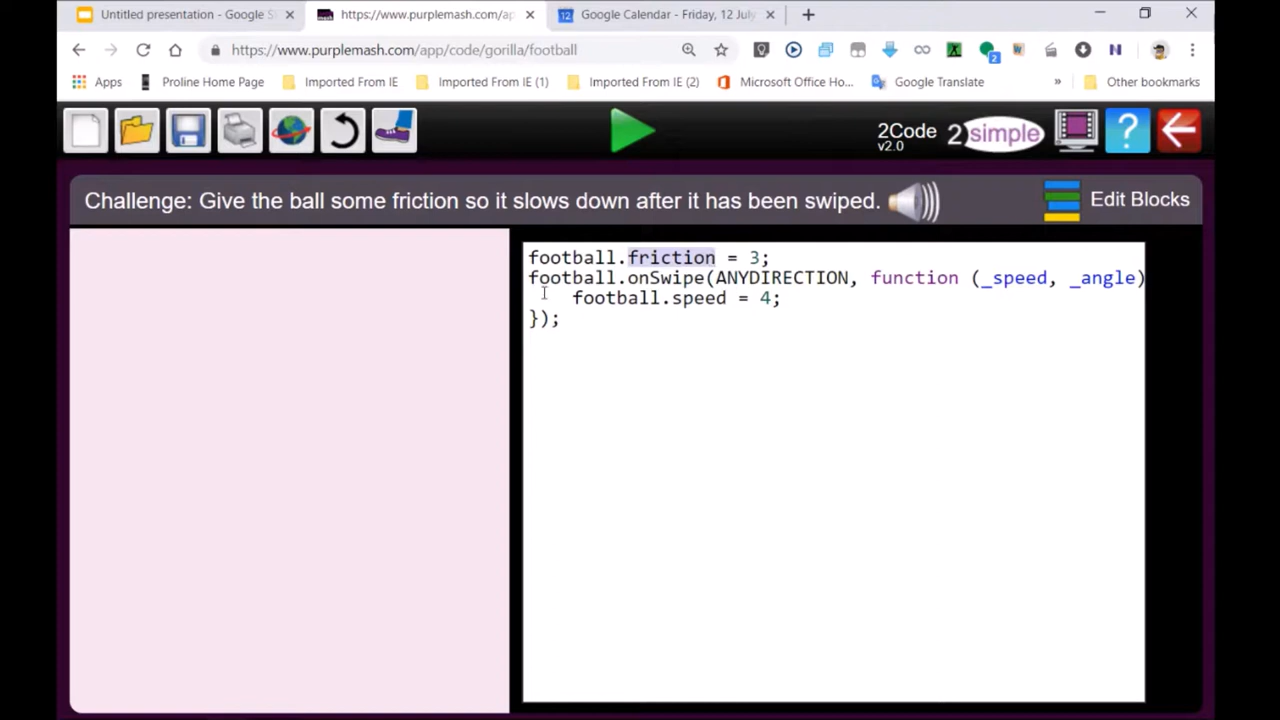 Untitled presentation - Google S
https://www.purplemash.com/ap
Google Calendar - Friday, 12 July
https://www.purplemash.com/app/code/gorilla/football
2
N
Apps
Proline Home Page
Imported From IE
Imported From IE (1)
Imported From IE (2)
Microsoft Office Ho...
Google Translate
»
Other bookmarks
2Code
v2.0
2simple
?
Challenge: Give the ball some friction so it slows down after it has been swiped.
Edit Blocks
football.friction = 3;
football.onSwipe(ANYDIRECTION, function (_speed, _angle)
football.speed = 4;
});